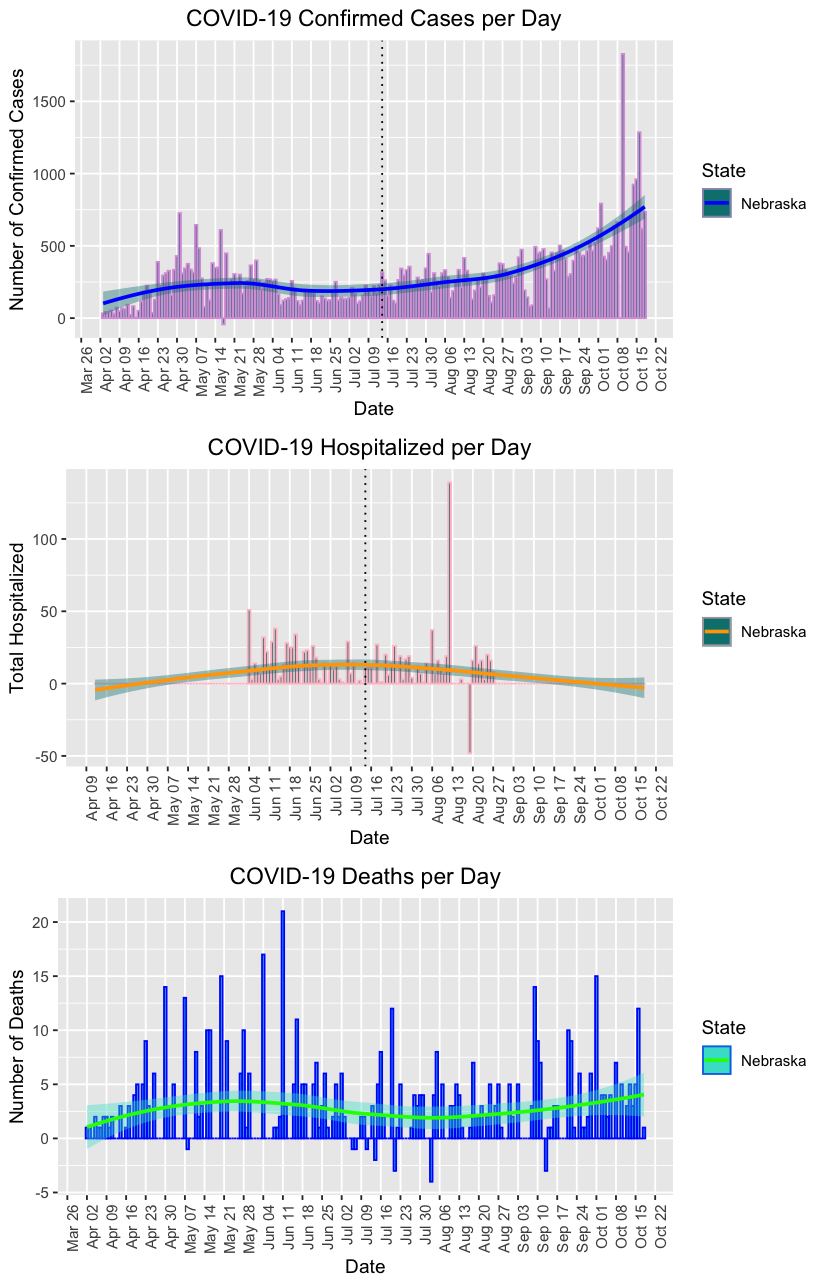 COVID-19 Confirmed Cases per Day
Number of Confirmed Cases
1500
1000
500
0
Mar 26
Apr 02
Apr 09
Apr 16
Apr 23
Apr 30
May 07
May 14
May 21
May 28
Jun 04
Jun 11
Jun 18
Jun 25
Jul 02
Jul 09
Jul 16
Jul 23
Jul 30
Aug 06
Aug 13
Aug 20
Aug 27
Sep 03
Sep 10
Sep 17
Sep 24
Oct 01
Oct 08
Oct 15
Oct 22
Date
State
Nebraska
COVID-19 Hospitalized per Day
Total Hospitalized
100
50
0
-50
Apr 09
Apr 16
Apr 23
Apr 30
May 07
May 14
May 21
May 28
Jun 04
Jun 11
Jun 18
Jun 25
Jul 02
Jul 09
Jul 16
Jul 23
Jul 30
Aug 06
Aug 13
Aug 20
Aug 27
Sep 03
Sep 10
Sep 17
Sep 24
Oct 01
Oct 08
Oct 15
Oct 22
Date
State
Nebraska
COVID-19 Deaths per Day
Number of Deaths
20
15
10
5
0
-5
Mar 26
Apr 02
Apr 09
Apr 16
Apr 23
Apr 30
May 07
May 14
May 21
May 28
Jun 04
Jun 11
Jun 18
Jun 25
Jul 02
Jul 09
Jul 16
Jul 23
Jul 30
Aug 06
Aug 13
Aug 20
Aug 27
Sep 03
Sep 10
Sep 17
Sep 24
Oct 01
Oct 08
Oct 15
Oct 22
Date
State
Nebraska